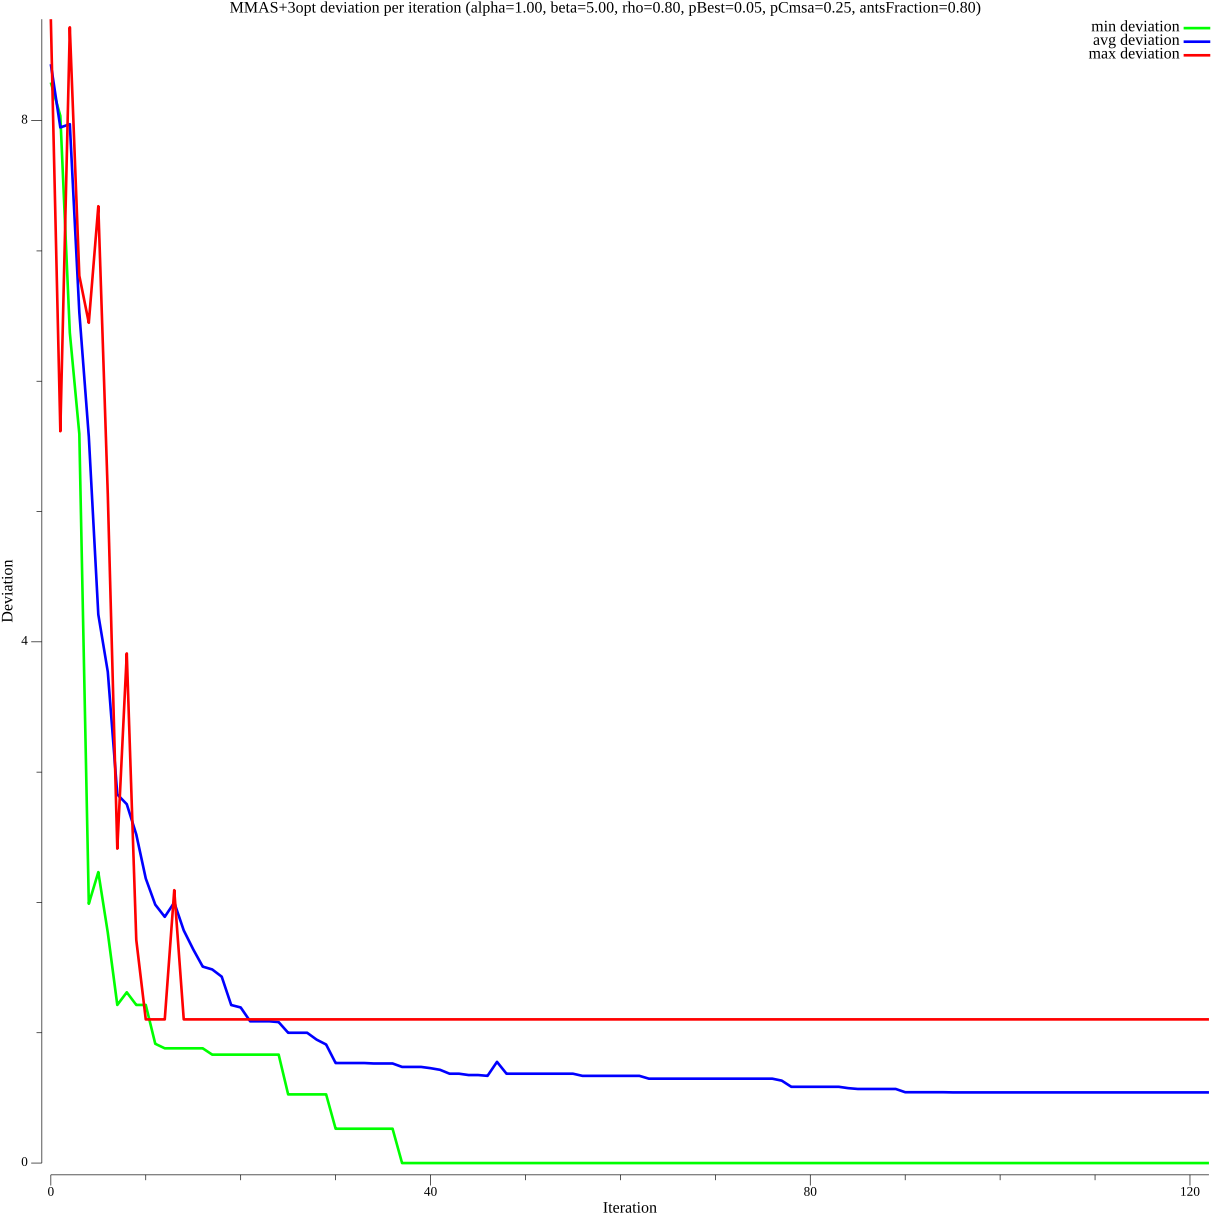 MMAS+3opt deviation per iteration (alpha=1.00, beta=5.00, rho=0.80, pBest=0.05, pCmsa=0.25, antsFraction=0.80)
min deviation
avg deviation
max deviation
8
4
0
Deviation
0 40 80 120
Iteration